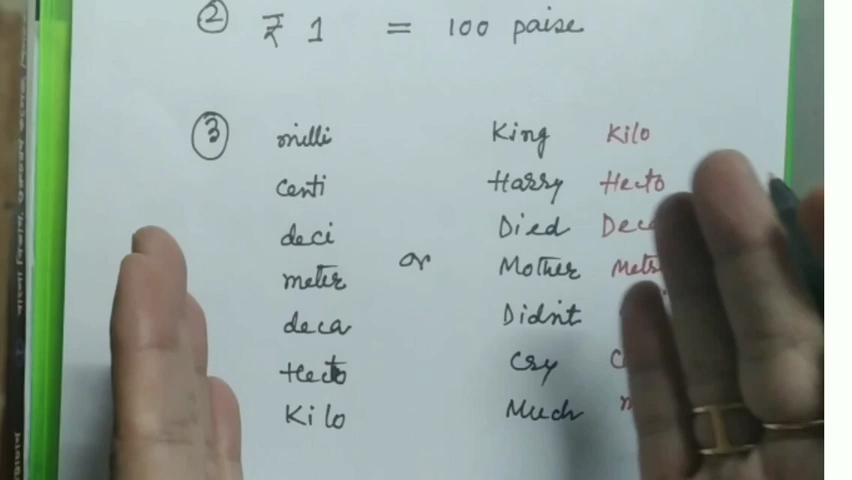 ② ₹ 1 = 100 paise
③ milli King Kilo
centi Harry Hecto
deci Died
meter or Mother
deca Didn't
Hecto Cry
Kilo Much